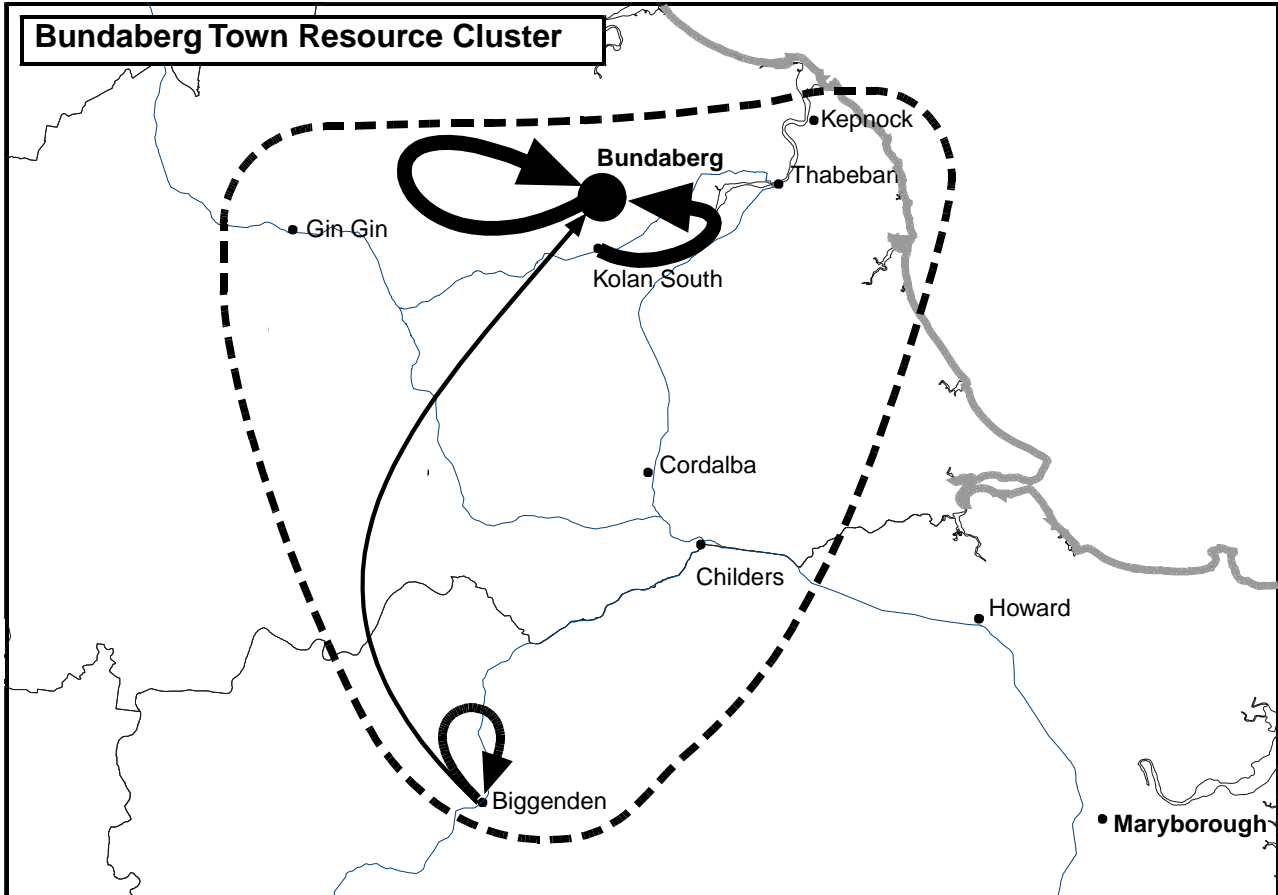 Bundaberg Town Resource Cluster
Kepnock
Bundaberg
Thabeban
Gin Gin
Kolan South
Cordalba
Childers
Howard
Biggenden
Maryborough